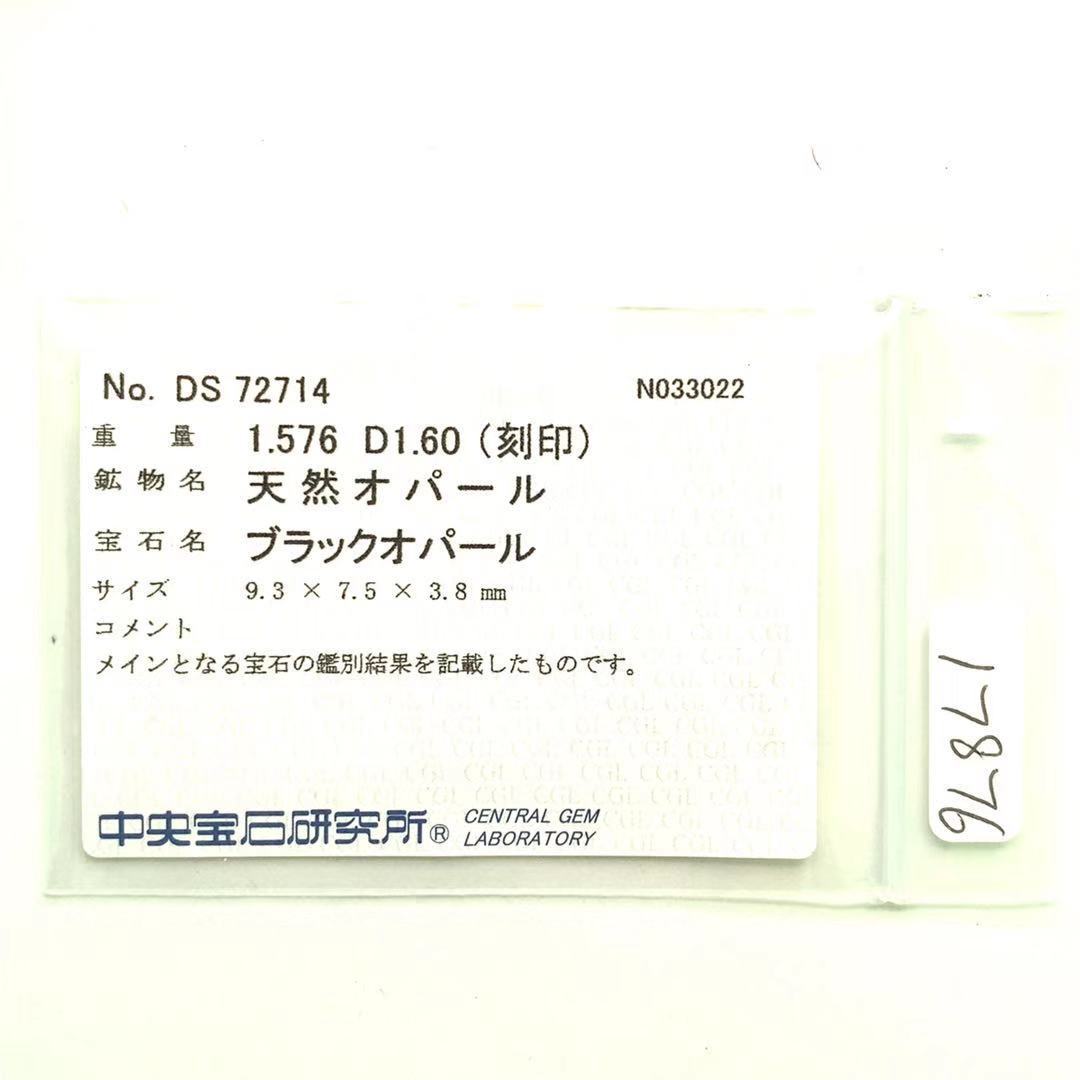 No. DS 72714 N033022
重量 1.576 D1.60 (刻印)
鉱物名 天然オパール
宝石名 ブラックオパール
サイズ 9.3 × 7.5 × 3.8 mm
コメント
メインとなる宝石の鑑別結果を記載したものです。
中央宝石研究所® CENTRAL GEM
LABORATORY
17876